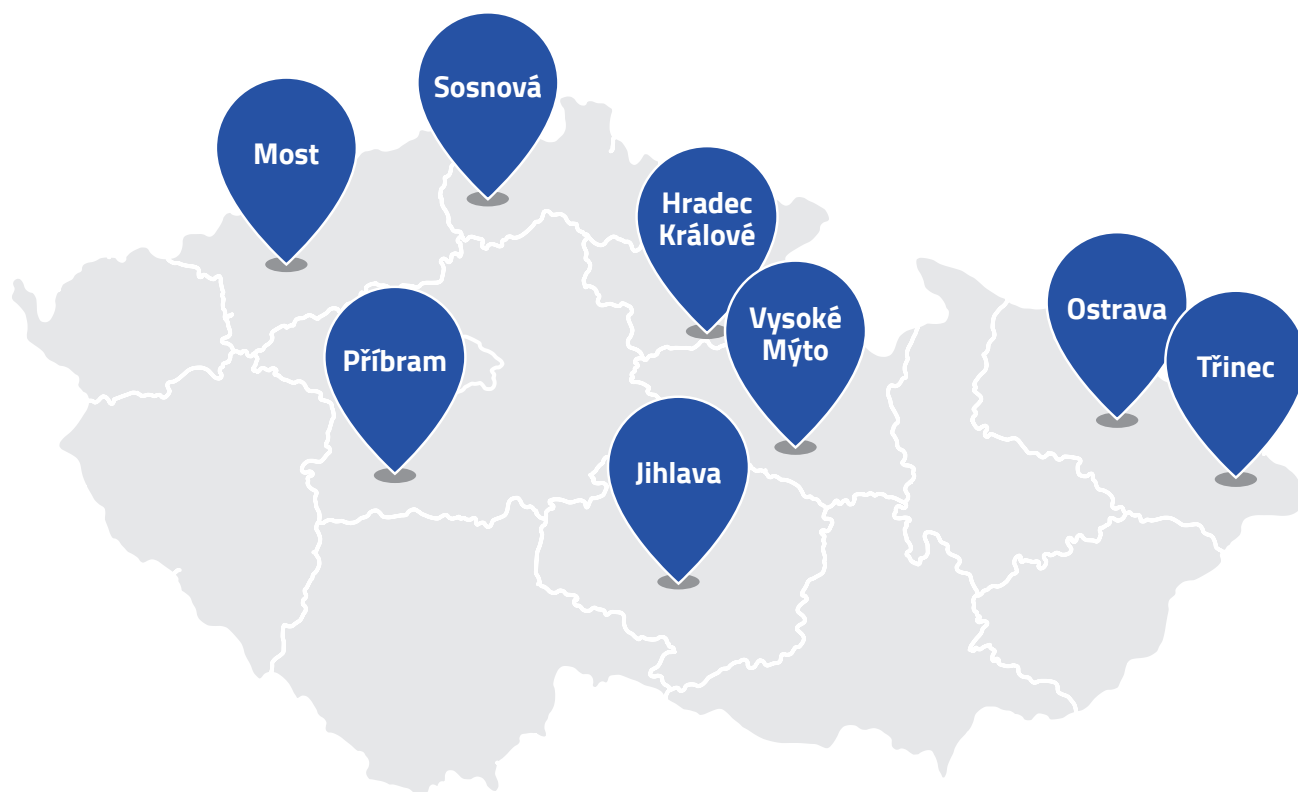 Sosnová
Most
Hradec
Králové
Vysoké
Mýto
Ostrava
Příbram
Třinec
Jihlava